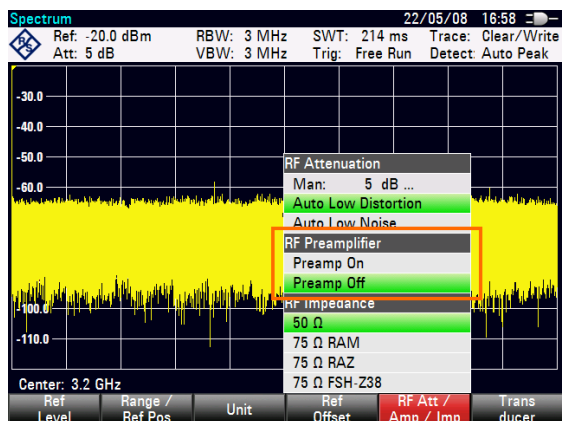 Spectrum 22/05/08 16:58
Ref: -20.0 dBm RBW: 3 MHz SWT: 214 ms Trace: Clear/Write
Att: 5 dB VBW: 3 MHz Trig: Free Run Detect: Auto Peak
-30.0
-40.0
-50.0
RF Attenuation
-60.0
Man: 5 dB ...
Auto Low Distortion
Auto Low Noise
RF Preamplifier
Preamp On
Preamp Off
RF Impedance
-100.0
50 Ω
-110.0
75 Ω RAM
75 Ω RAZ
75 Ω FSH-Z38
Center: 3.2 GHz
Ref Level
Range / Ref Pos
Unit
Ref Offset
RF Att / Amp / Imp
Trans ducer